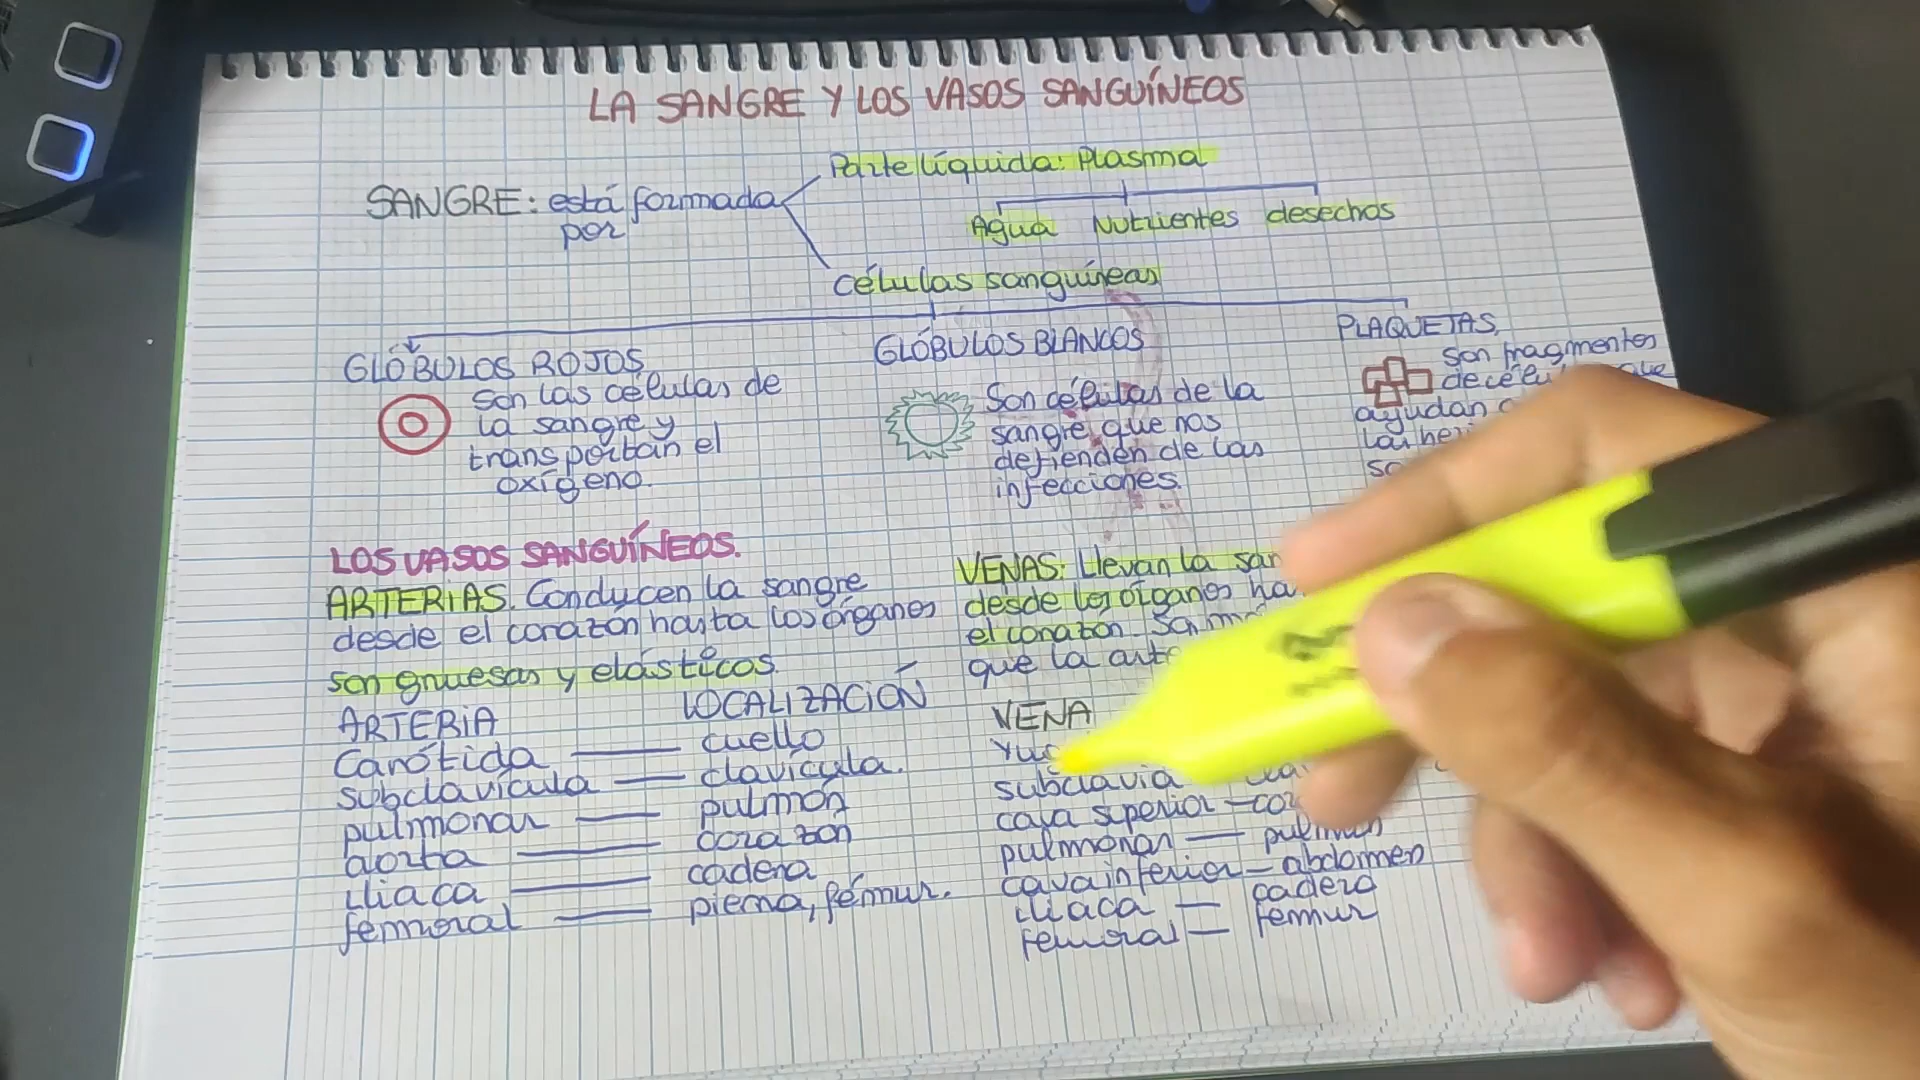 LA SANGRE Y LOS VASOS SANGUÍNEOS
SANGRE: está formada
por
Parte líquida: Plasma
Agua Nutrientes desechos
células sanguíneas
GLÓBULOS ROJOS
son las células de
la sangre y
transportan el
oxígeno.
GLÓBULOS BLANCOS
Son células de la
sangre que nos
defienden de las
infecciones.
PLAQUETAS.
son fragmentos
de que
ayudan
LOS VASOS SANGUÍNEOS.
ARTERIAS. Conducen la sangre
desde el corazón hasta los órganos
son gruesas y elásticos.
ARTERIA LOCALIZACIÓN
Carótida — cuello
subclavícula — clavícula.
pulmonar — pulmón
aorta — corazón
iliaca — cadera
femoral — pierna, fémur.
VENAS: Llevan la
desde los órganos
el corazón.
que la
VENA
subclavia
cava superior —
pulmonar — pulmón
cava inferior — abdomen
iliaca — cadera
femoral — femur